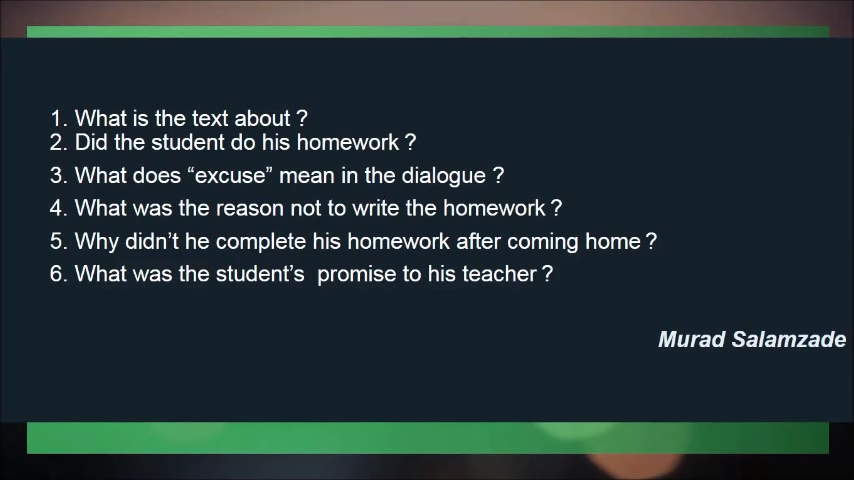 1. What is the text about ?
2. Did the student do his homework ?
3. What does “excuse” mean in the dialogue ?
4. What was the reason not to write the homework ?
5. Why didn’t he complete his homework after coming home ?
6. What was the student’s  promise to his teacher ?
Murad Salamzade